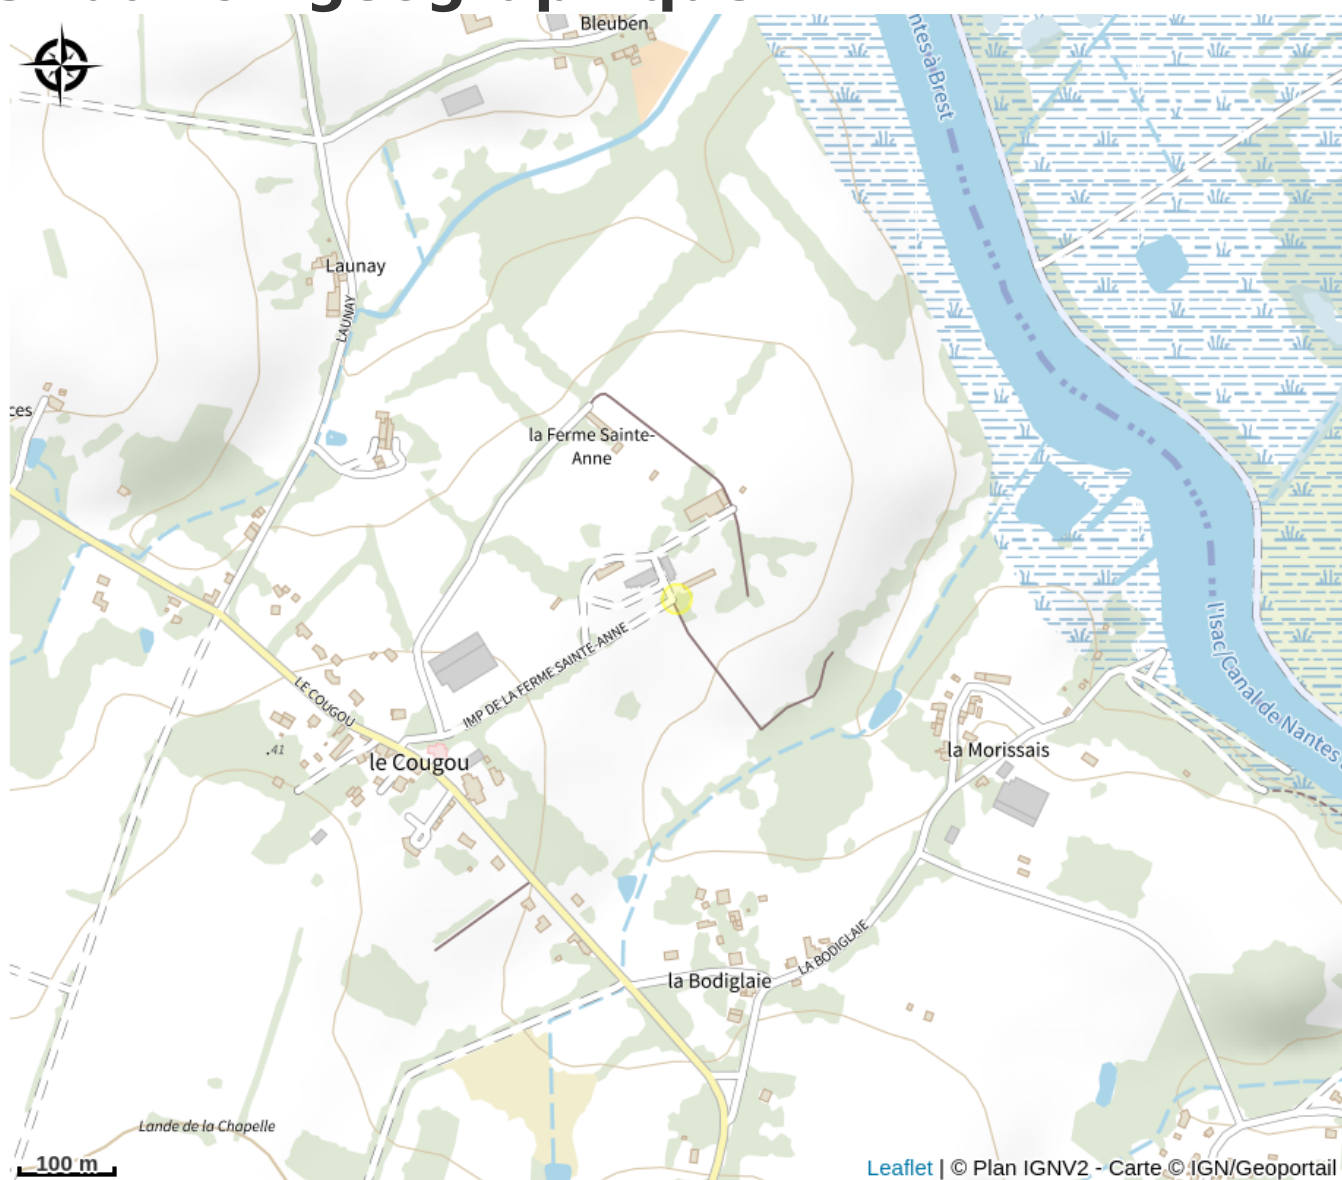 Bleuben
ntes à Brest
Launay
LAUNAY
ces
la Ferme Sainte-
Anne
IMP DE LA FERME SAINTE-ANNE
LE COUGOU
.41
le Cougou
l'Isac/Canal de Nantes
la Morissais
LA BODIGLAIE
la Bodiglaie
Lande de la Chapelle
100 m
Leaflet | © Plan IGNV2 - Carte © IGN/Geoportail